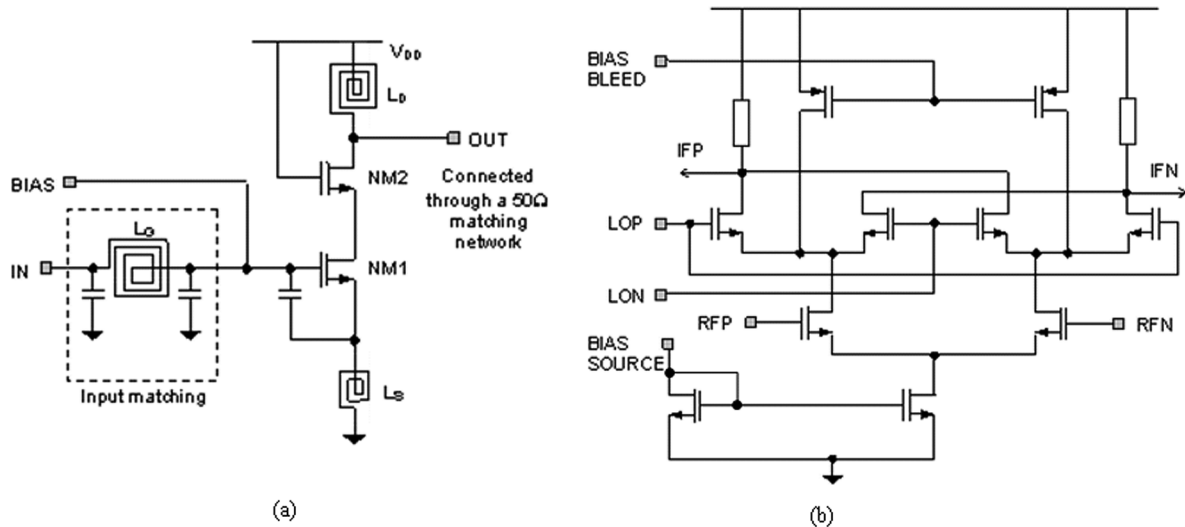 VDD
LD
OUT
BIAS
NM2
Connected
through a 50Ω
matching
network
LG
IN
NM1
Input matching
LS
(a)
BIAS
BLEED
IFP
IFN
LOP
LON
RFP
RFN
BIAS
SOURCE
(b)